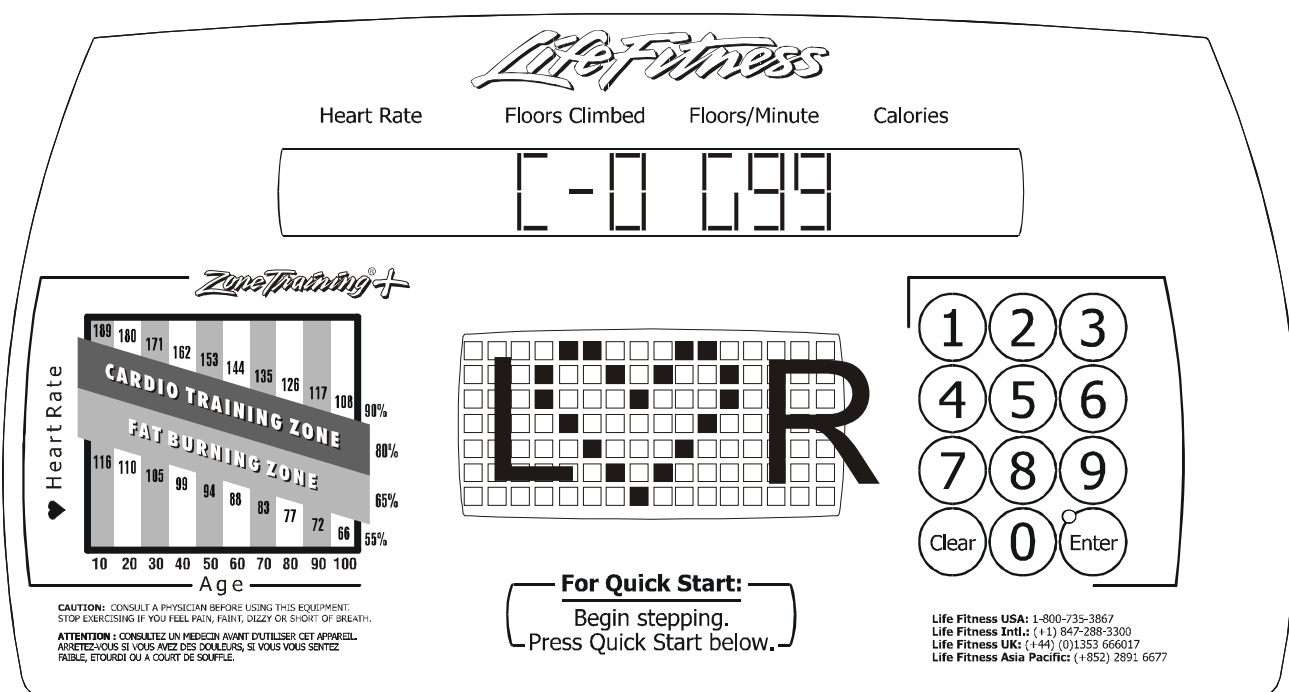 LifeFitness
Heart Rate Floors Climbed Floors/Minute Calories
C-0 G99
ZoneTraining®+
189 180 171 162 153 144 135 126 117 108
CARDIO TRAINING ZONE
FAT BURNING ZONE
116 110 105 99 94 88 83 77 72 66
90%
80%
65%
55%
HeartRate
10 20 30 40 50 60 70 80 90 100
Age
CAUTION: CONSULT A PHYSICIAN BEFORE USING THIS EQUIPMENT.
STOP EXERCISING IF YOU FEEL PAIN, FAINT, DIZZY OR SHORT OF BREATH.
ATTENTION : CONSULTEZ UN MEDECIN AVANT D'UTILISER CET APPAREIL.
ARRETEZ-VOUS SI VOUS AVEZ DES DOULEURS, SI VOUS VOUS SENTEZ
FAIBLE, ETOURDI OU A COURT DE SOUFFLE.
L R
For Quick Start:
Begin stepping.
Press Quick Start below.
1 2 3
4 5 6
7 8 9
Clear 0 Enter
Life Fitness USA: 1-800-735-3867
Life Fitness Intl.: (+1) 847-288-3300
Life Fitness UK: (+44) (0)1353 666017
Life Fitness Asia Pacific: (+852) 2891 6677